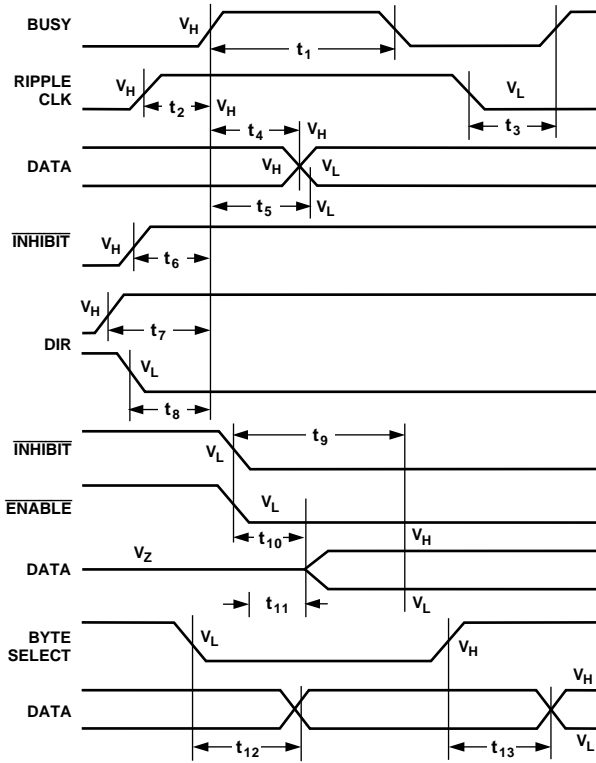 BUSY
V_H
t_1
RIPPLE
CLK
V_H
t_2
V_H
V_L
t_3
t_4
V_H
DATA
V_H
V_L
t_5
V_L
INHIBIT
V_H
t_6
V_H
t_7
DIR
V_L
t_8
INHIBIT
V_L
t_9
ENABLE
V_L
t_10
V_H
DATA
V_Z
t_11
V_L
BYTE
SELECT
V_L
V_H
DATA
V_H
V_L
t_12
t_13